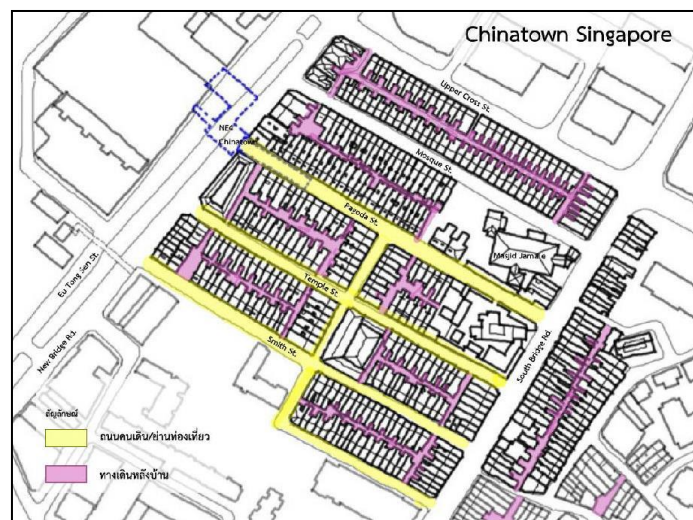 Chinatown Singapore
Upper Cross St.
NE4
Chinatown
Mosque St.
Pagoda St.
Masjid Jamae
Eu Tong Sen St.
Temple St.
South Bridge Rd.
New Bridge Rd.
Smith St.
สัญลักษณ์
ถนนคนเดิน/ย่านท่องเที่ยว
ทางเดินหลังบ้าน